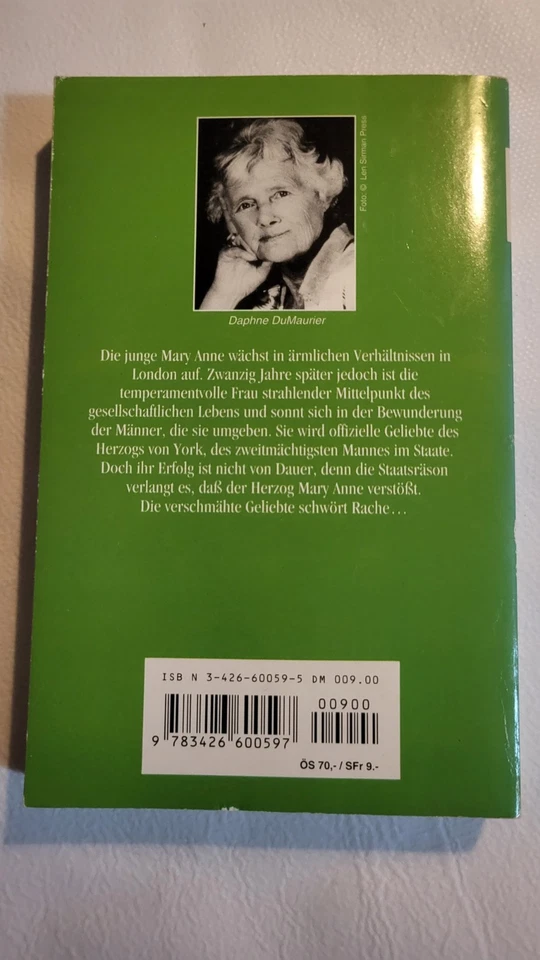 Foto: © Len Sirman Press
Daphne DuMaurier
Die junge Mary Anne wächst in ärmlichen Verhältnissen in
London auf. Zwanzig Jahre später jedoch ist die
temperamentvolle Frau strahlender Mittelpunkt des
gesellschaftlichen Lebens und sonnt sich in der Bewunderung
der Männer, die sie umgeben. Sie wird offizielle Geliebte des
Herzogs von York, des zweitmächtigsten Mannes im Staate.
Doch ihr Erfolg ist nicht von Dauer, denn die Staatsräson
verlangt es, daß der Herzog Mary Anne verstößt.
Die verschmähte Geliebte schwört Rache...
ISB N 3-426-60059-5 DM 009.00
00900
9 783426 600597
ÖS 70,- / SFr 9.-